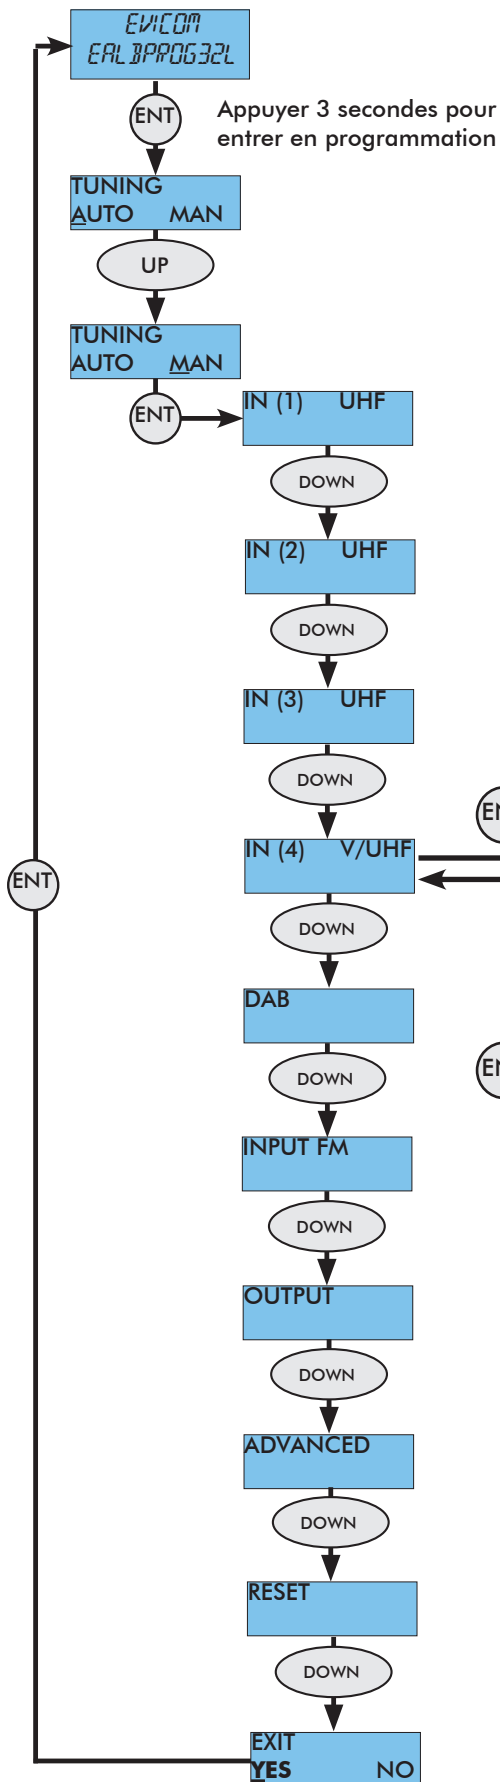 EVICOM
EALBPROG32L
ENT
Appuyer 3 secondes pour
entrer en programmation
TUNING
AUTO MAN
UP
TUNING
AUTO MAN
ENT
IN (1) UHF
DOWN
IN (2) UHF
DOWN
IN (3) UHF
DOWN
IN (4) V/UHF
ENT
DOWN
DAB
DOWN
INPUT FM
DOWN
OUTPUT
DOWN
ADVANCED
DOWN
RESET
DOWN
EXIT
YES NO